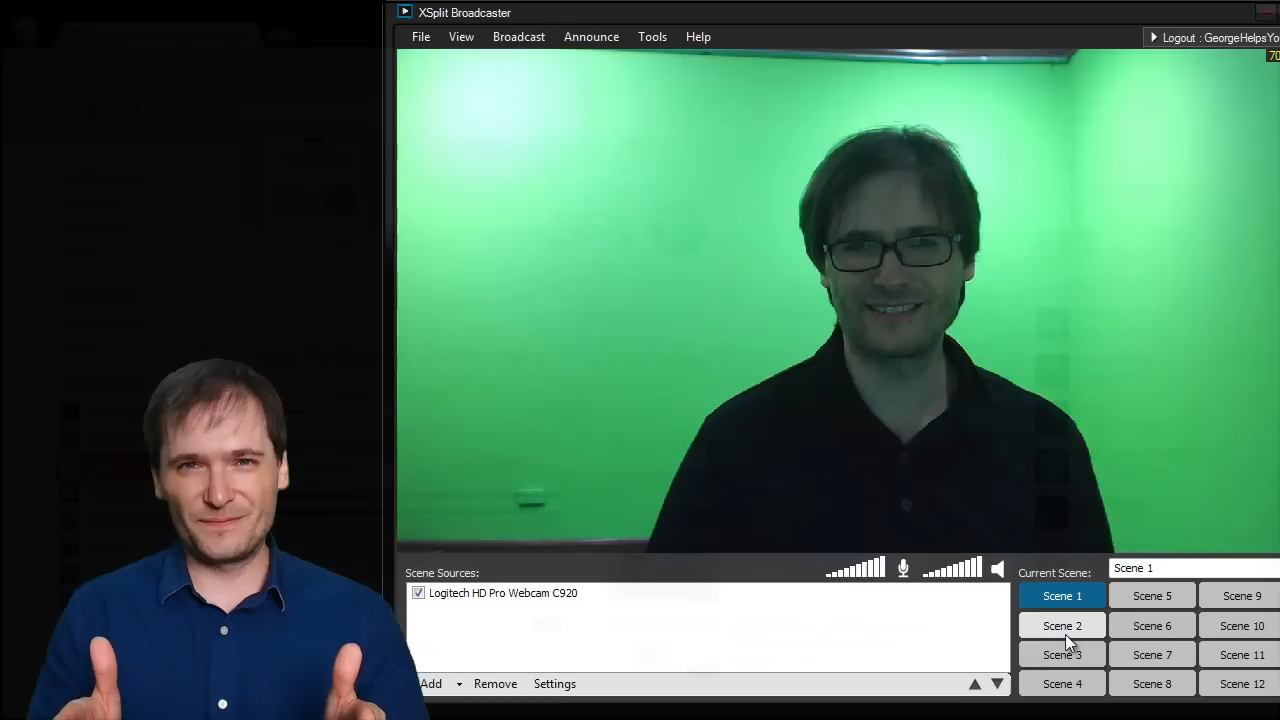 XSplit Broadcaster
File View Broadcast Announce Tools Help
Logout : GeorgeHelpsYo
70
Scene Sources:
Logitech HD Pro Webcam C920
Add Remove Settings
Current Scene: Scene 1
Scene 1 Scene 5 Scene 9
Scene 2 Scene 6 Scene 10
Scene 3 Scene 7 Scene 11
Scene 4 Scene 8 Scene 12